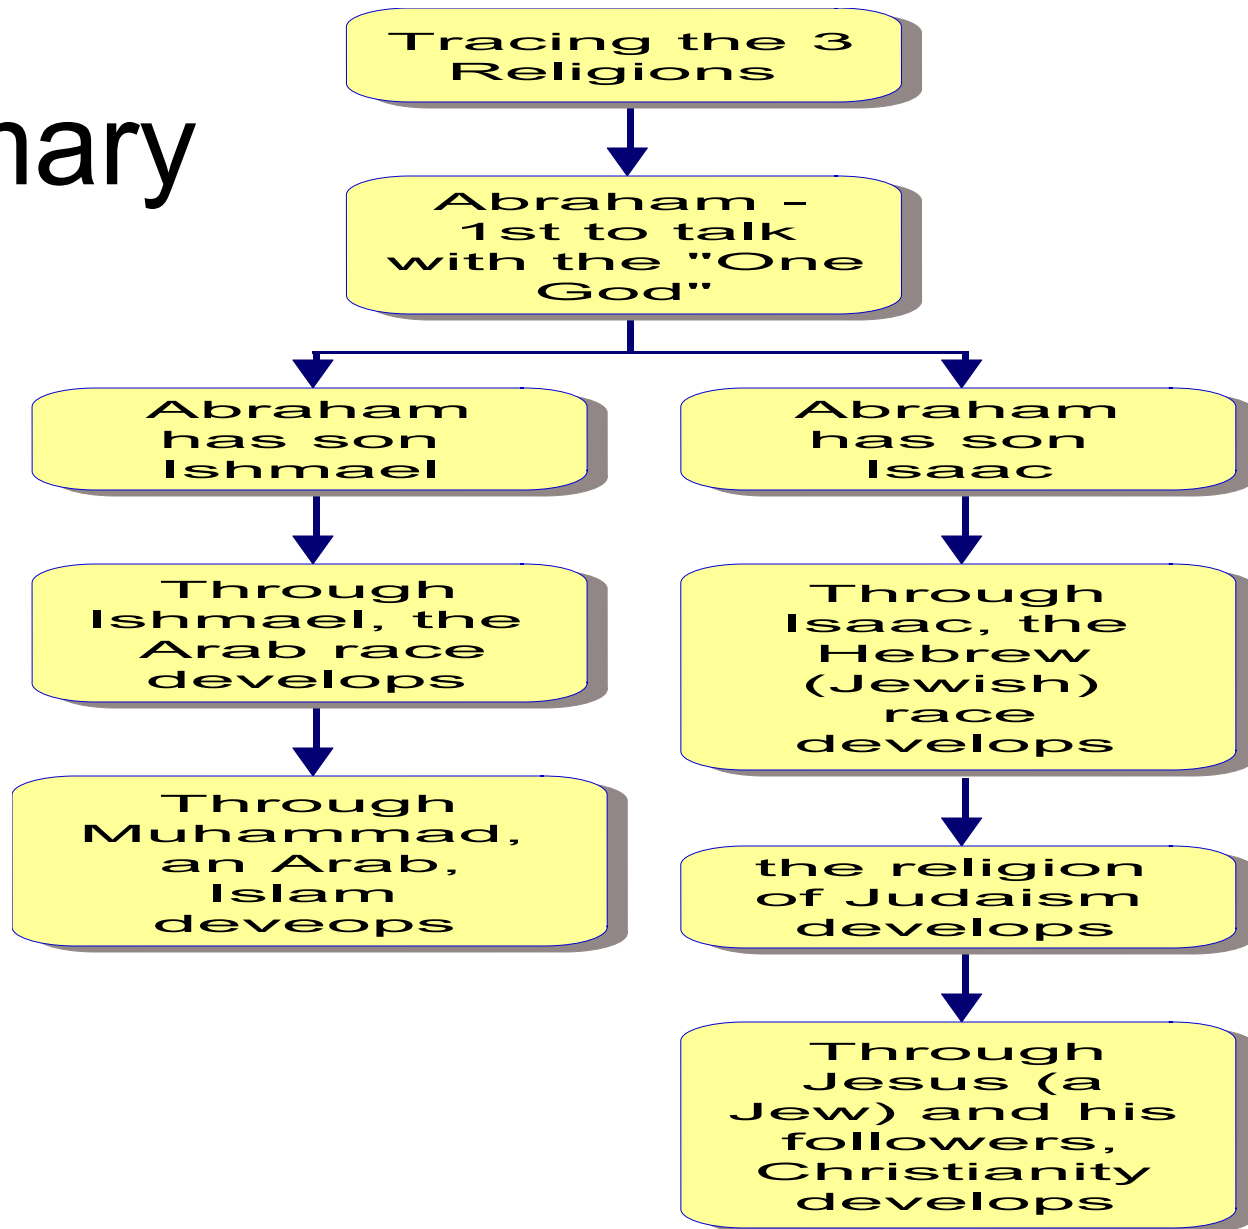 Tracing the 3
Religions
Abraham -
1st to talk
with the "One
God"
Abraham
has son
Ishmael
Abraham
has son
Isaac
Through
Ishmael, the
Arab race
develops
Through
Isaac, the
Hebrew
(Jewish)
race
develops
Through
Muhammad,
an Arab,
Islam
deveops
the religion
of Judaism
develops
Through
Jesus (a
Jew) and his
followers,
Christianity
develops